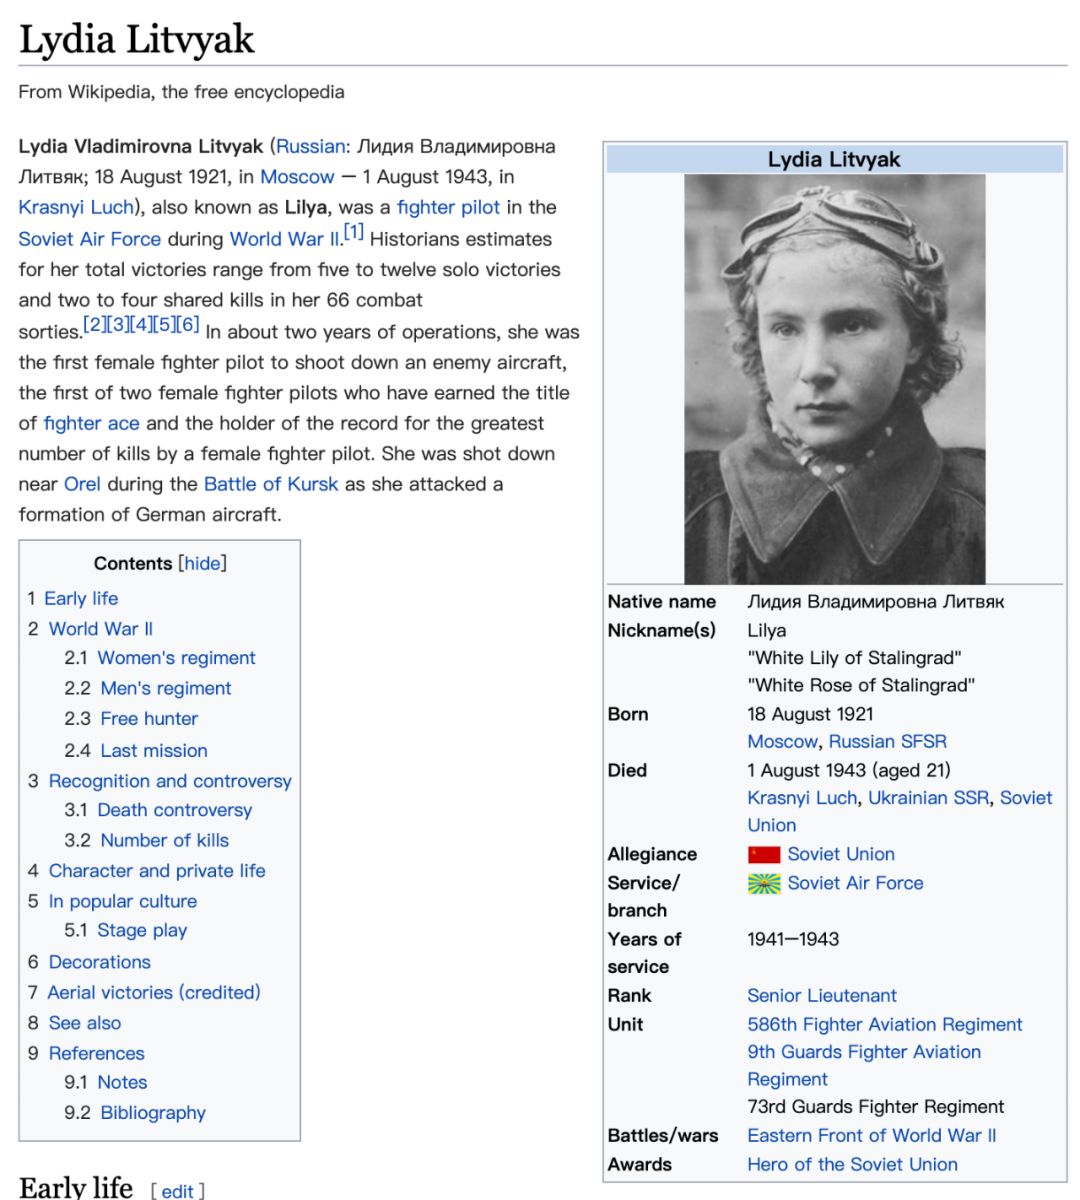 Lydia Litvyak
From Wikipedia, the free encyclopedia
Lydia Vladimirovna Litvyak (Russian: Лидия Владимировна
Литвяк; 18 August 1921, in Moscow – 1 August 1943, in
Krasnyi Luch), also known as Lilya, was a fighter pilot in the
Soviet Air Force during World War II.[1] Historians estimates
for her total victories range from five to twelve solo victories
and two to four shared kills in her 66 combat
sorties.[2][3][4][5][6] In about two years of operations, she was
the first female fighter pilot to shoot down an enemy aircraft,
the first of two female fighter pilots who have earned the title
of fighter ace and the holder of the record for the greatest
number of kills by a female fighter pilot. She was shot down
near Orel during the Battle of Kursk as she attacked a
formation of German aircraft.
Contents [hide]
1 Early life
2 World War II
2.1 Women's regiment
2.2 Men's regiment
2.3 Free hunter
2.4 Last mission
3 Recognition and controversy
3.1 Death controversy
3.2 Number of kills
4 Character and private life
5 In popular culture
5.1 Stage play
6 Decorations
7 Aerial victories (credited)
8 See also
9 References
9.1 Notes
9.2 Bibliography
Early life [ edit ]
Lydia Litvyak
Native name Лидия Владимировна Литвяк
Nickname(s) Lilya
"White Lily of Stalingrad"
"White Rose of Stalingrad"
Born 18 August 1921
Moscow, Russian SFSR
Died 1 August 1943 (aged 21)
Krasnyi Luch, Ukrainian SSR, Soviet
Union
Allegiance Soviet Union
Service/ Soviet Air Force
branch
Years of 1941–1943
service
Rank Senior Lieutenant
Unit 586th Fighter Aviation Regiment
9th Guards Fighter Aviation
Regiment
73rd Guards Fighter Regiment
Battles/wars Eastern Front of World War II
Awards Hero of the Soviet Union